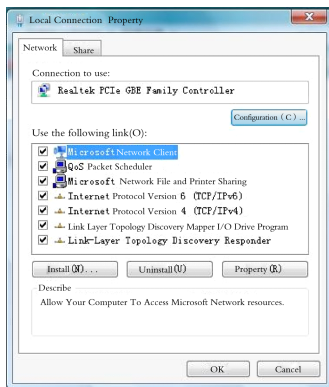 Local Connection Property
Network
Share
Connection to use:
Realtek PCIe GBE Family Controller
Configuration ( C ) ...
Use the following link(O):
Microsoft Network Client
QoS Packet Scheduler
Microsoft Network File and Printer Sharing
Internet Protocol Version 6 (TCP/IPv6)
Internet Protocol Version 4 (TCP/IPv4)
Link Layer Topology Discovery Mapper I/O Drive Program
Link-Layer Topology Discovery Responder
Install (N)...
Uninstall (U)
Property (R)
Describe
Allow Your Computer To Access Microsoft Network resources.
OK
Cancel